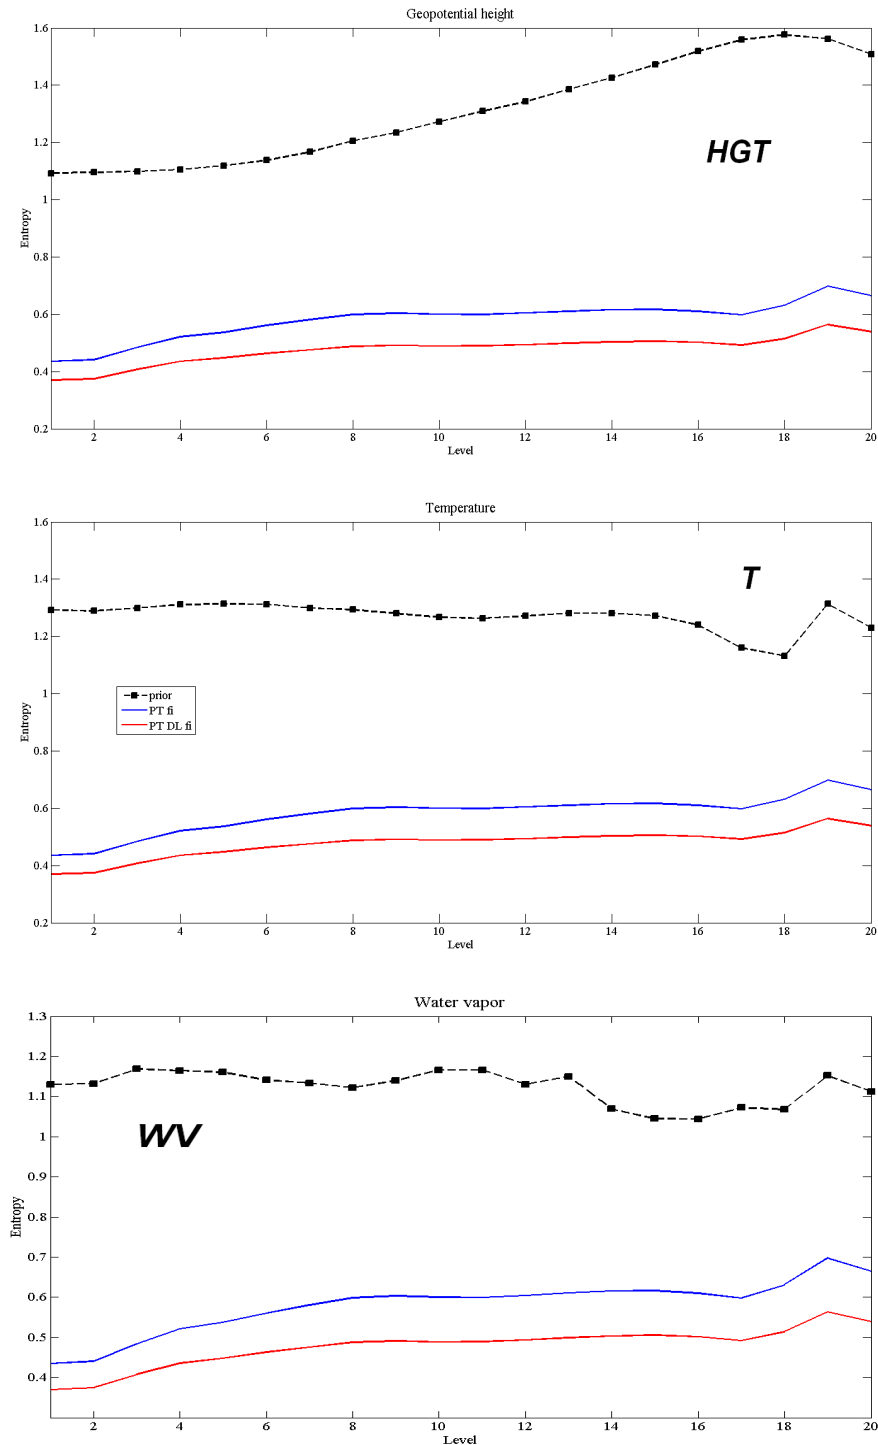 Geopotential height
1.6
1.4
1.2
1
0.8
0.6
0.4
0.2
Entropy
HGT
2 4 6 8 10 12 14 16 18 20
Level
Temperature
1.6
1.4
1.2
1
0.8
0.6
0.4
0.2
Entropy
T
prior
PT fi
PT DL fi
2 4 6 8 10 12 14 16 18 20
Level
Water vapor
1.3
1.2
1.1
1
0.9
0.8
0.7
0.6
0.5
0.4
Entropy
WV
2 4 6 8 10 12 14 16 18 20
Level